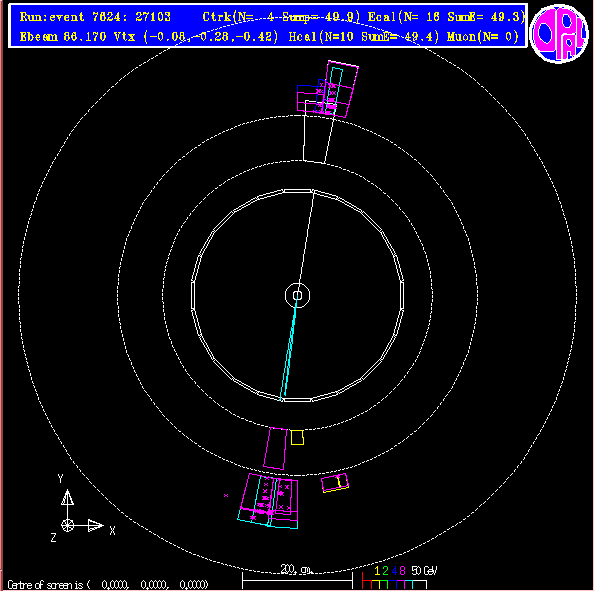 Run:event 7624: 27103 Ctrk(N= 4 Sump= 49.9) Ecal(N= 16 SumE= 49.3)
Ebeam 86.170 Vtx (-0.08,-0.23,-0.42) Hcal(N=10 SumE= 49.4) Muon(N= 0)
OPAL
Y
X
Z
200. cm.
1 2 4 8 50 GeV
Centre of screen is ( 0.0000, 0.0000, 0.0000)